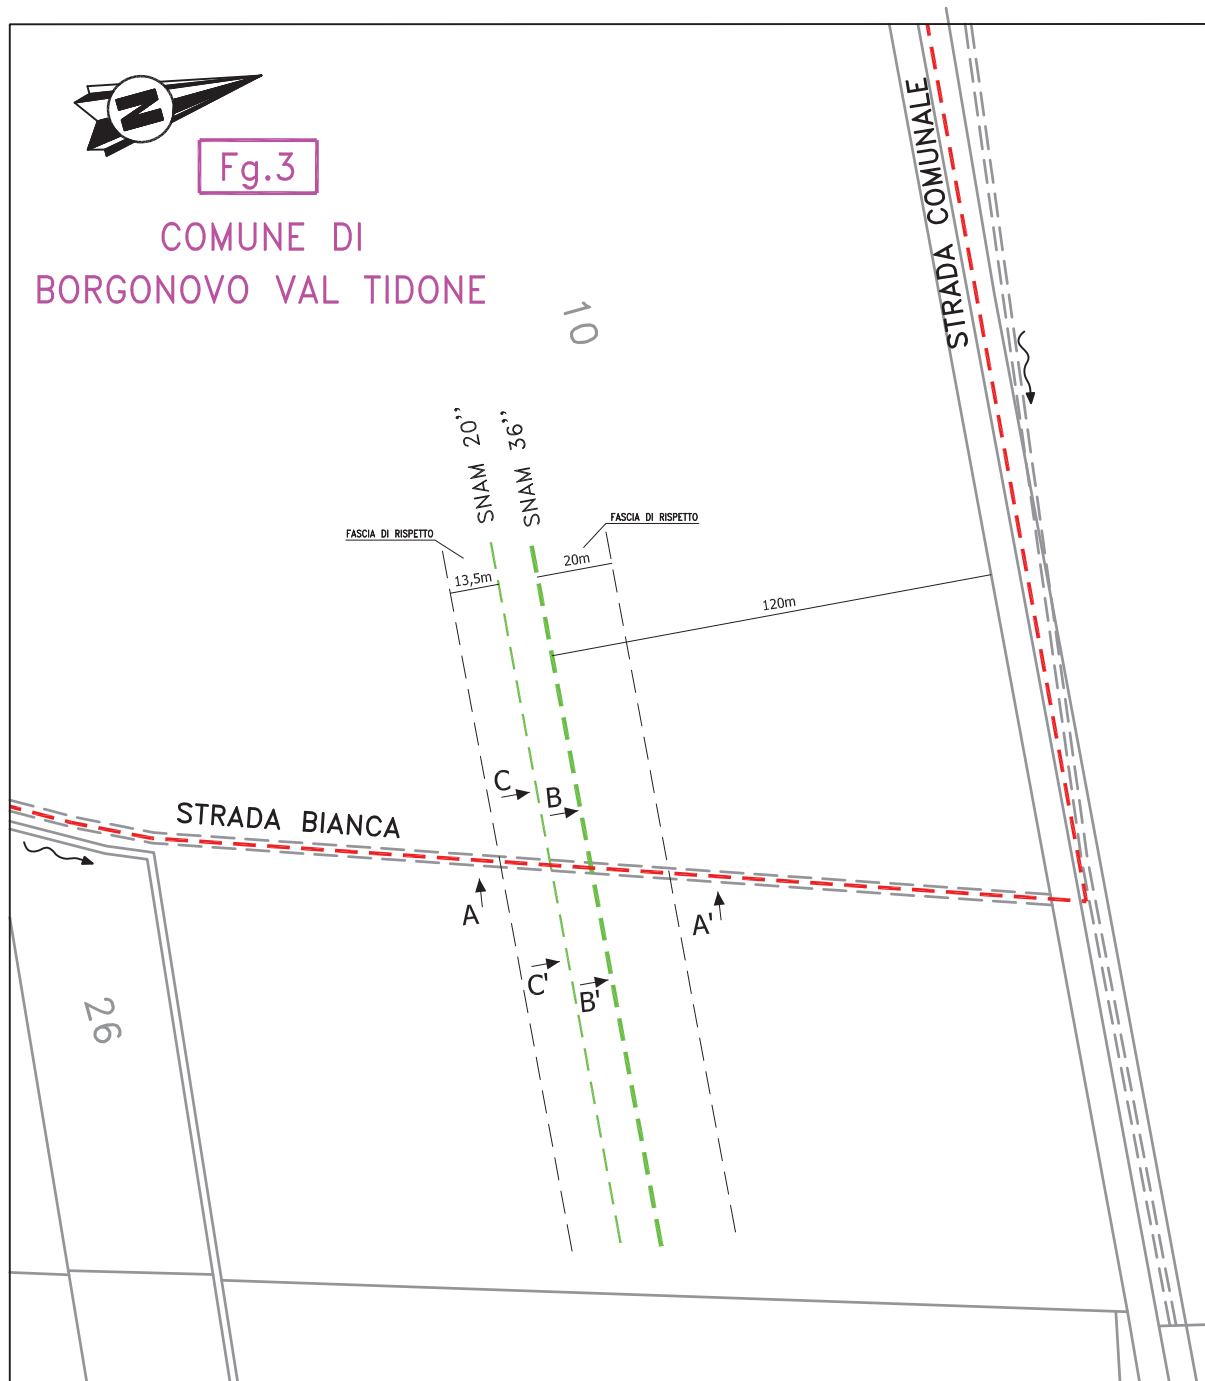 N
Fg.3
COMUNE DI
BORGONOVO VAL TIDONE
STRADA COMUNALE
10
SNAM 20''
SNAM 36''
FASCIA DI RISPETTO
FASCIA DI RISPETTO
13,5m
20m
120m
C
B
STRADA BIANCA
A
A'
C'
B'
26